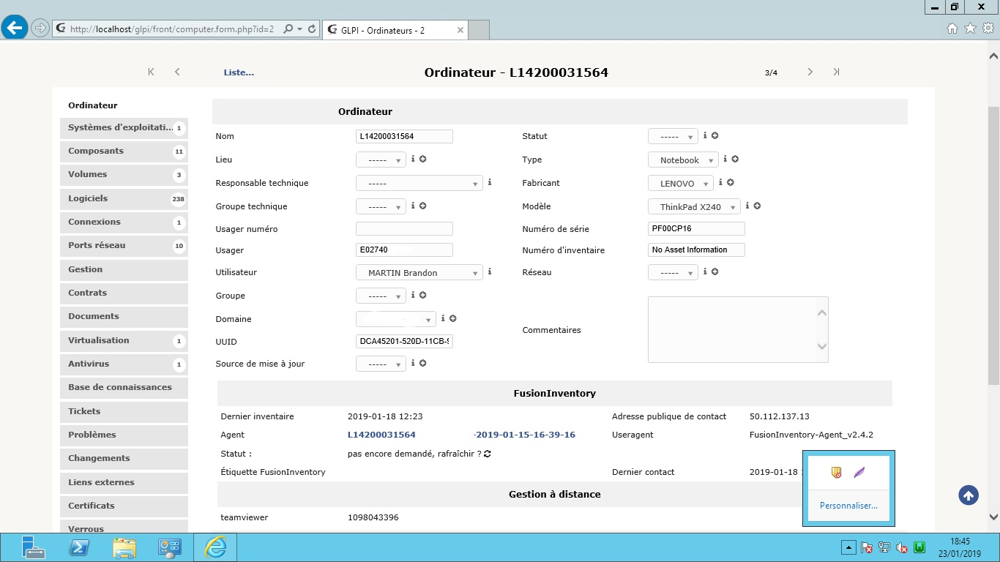 http://localhost/glpi/front/computer.form.php?id=2
GLPI - Ordinateurs - 2
Liste...
Ordinateur - L14200031564
3/4
Ordinateur
Systèmes d'exploitati... 1
Composants 11
Volumes 3
Logiciels 238
Connexions 1
Ports réseau 10
Gestion
Contrats
Documents
Virtualisation 1
Antivirus 1
Base de connaissances
Tickets
Problèmes
Changements
Liens externes
Certificats
Verrous
Ordinateur
Nom L14200031564 Statut -----
Lieu ----- Type Notebook
Responsable technique ----- Fabricant LENOVO
Groupe technique ----- Modèle ThinkPad X240
Usager numéro Numéro de série PF00CP16
Usager E02740 Numéro d'inventaire No Asset Information
Utilisateur MARTIN Brandon Réseau -----
Groupe -----
Domaine
Commentaires
UUID DCA45201-520D-11CB-9
Source de mise à jour -----
FusionInventory
Dernier inventaire 2019-01-18 12:23 Adresse publique de contact 50.112.137.13
Agent L14200031564 -2019-01-15-16-39-16 Useragent FusionInventory-Agent_v2.4.2
Statut : pas encore demandé, rafraîchir ?
Étiquette FusionInventory Dernier contact 2019-01-18
Gestion à distance
teamviewer 1098043396
Personnaliser...
18:45
23/01/2019